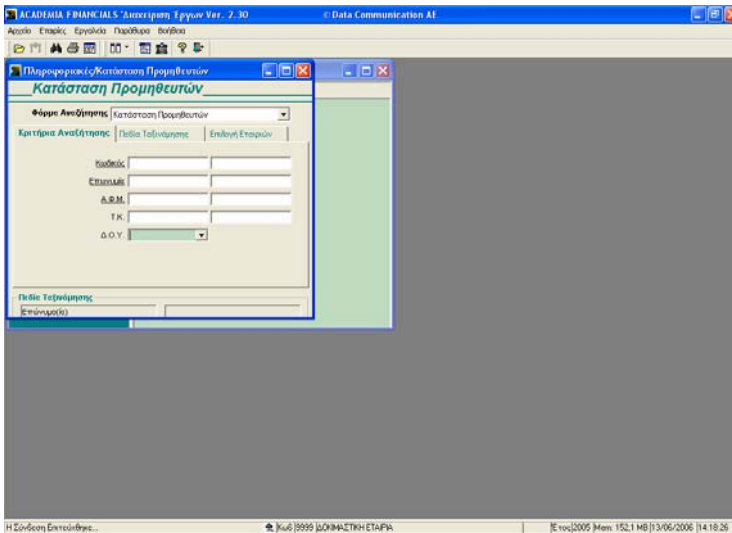 ACADEMIA FINANCIALS "Διαχείριση Έργων Ver. 2.30 © Data Communication AE
Αρχείο Εταιρίες Εργαλεία Παράθυρα Βοήθεια
Πληροφοριακές/Κατάσταση Προμηθευτών
Κατάσταση Προμηθευτών
Φόρμα Αναζήτησης Κατάσταση Προμηθευτών
Κριτήρια Αναζήτησης Πεδία Ταξινόμησης Επιλογή Εταιριών
Κωδικός
Επωνυμία
Α.Φ.Μ.
Τ.Κ.
Δ.Ο.Υ.
Πεδία Ταξινόμησης
Επώνυμο(ία)
Η Σύνδεση Επιτεύχθηκε... Κωδ 9999 ΔΟΚΙΜΑΣΤΙΚΗ ΕΤΑΙΡΙΑ Έτος 2005 Mem: 152,1 MB 13/06/2006 14:18:26